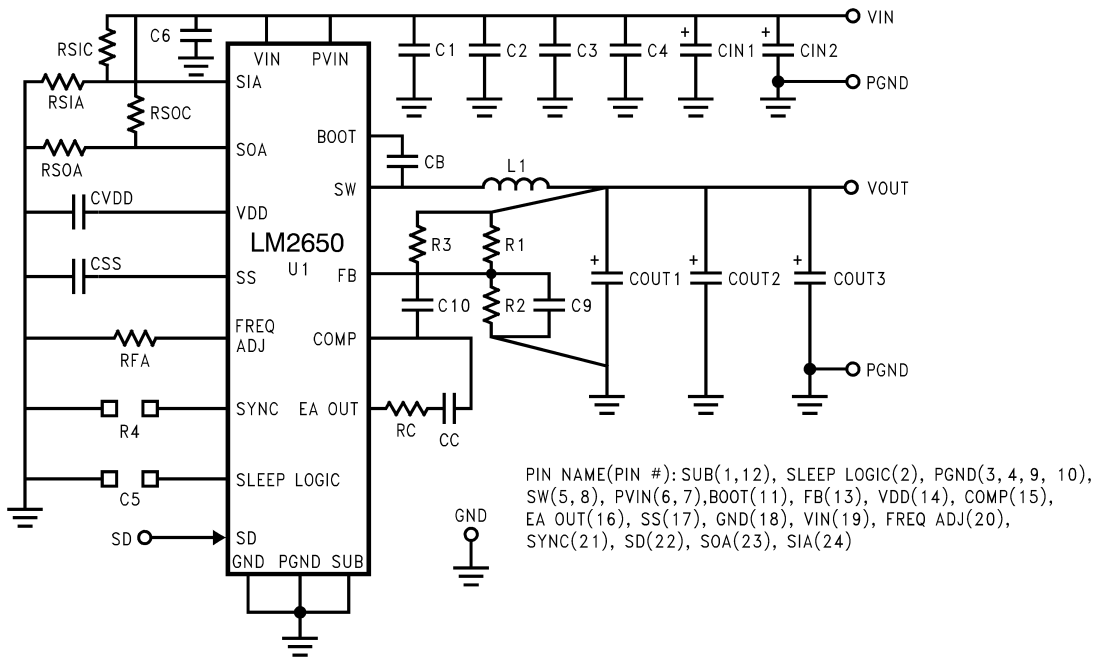 VIN
RSIC
C6
VIN
PVIN
C1
C2
C3
C4
+
CIN1
+
CIN2
SIA
PGND
RSIA
RSOC
BOOT
SOA
CB
L1
RSOA
SW
VOUT
CVDD
VDD
LM2650
R3
R1
CSS
SS
U1
FB
+
COUT1
+
COUT2
+
COUT3
C10
R2
C9
FREQ
ADJ
COMP
RFA
PGND
SYNC
EA OUT
R4
RC
CC
SLEEP LOGIC
C5
PIN NAME(PIN #): SUB(1,12), SLEEP LOGIC(2), PGND(3,4,9, 10),
SW(5,8), PVIN(6,7),BOOT(11), FB(13), VDD(14), COMP(15),
EA OUT(16), SS(17), GND(18), VIN(19), FREQ ADJ(20),
SYNC(21), SD(22), SOA(23), SIA(24)
GND
SD
SD
GND
PGND
SUB